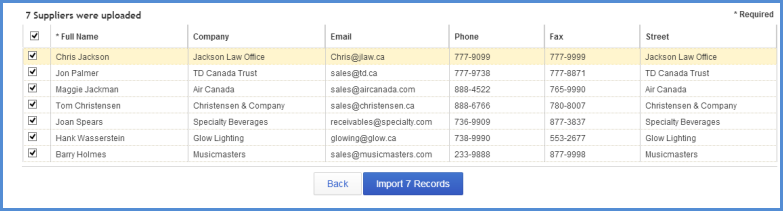 7 Suppliers were uploaded * Required
* Full Name Company Email Phone Fax Street
Chris Jackson Jackson Law Office Chris@jlaw.ca 777-9099 777-9999 Jackson Law Office
Jon Palmer TD Canada Trust sales@td.ca 777-9738 777-8871 TD Canada Trust
Maggie Jackman Air Canada sales@aircanada.com 888-4522 765-9990 Air Canada
Tom Christensen Christensen & Company sales@christensen.ca 888-6766 780-8007 Christensen & Company
Joan Spears Specialty Beverages receivables@specialty.com 736-9909 877-3837 Specialty Beverages
Hank Wasserstein Glow Lighting glowing@glow.ca 738-9990 553-2677 Glow Lighting
Barry Holmes Musicmasters sales@musicmasters.com 233-9888 877-9998 Musicmasters
Back Import 7 Records